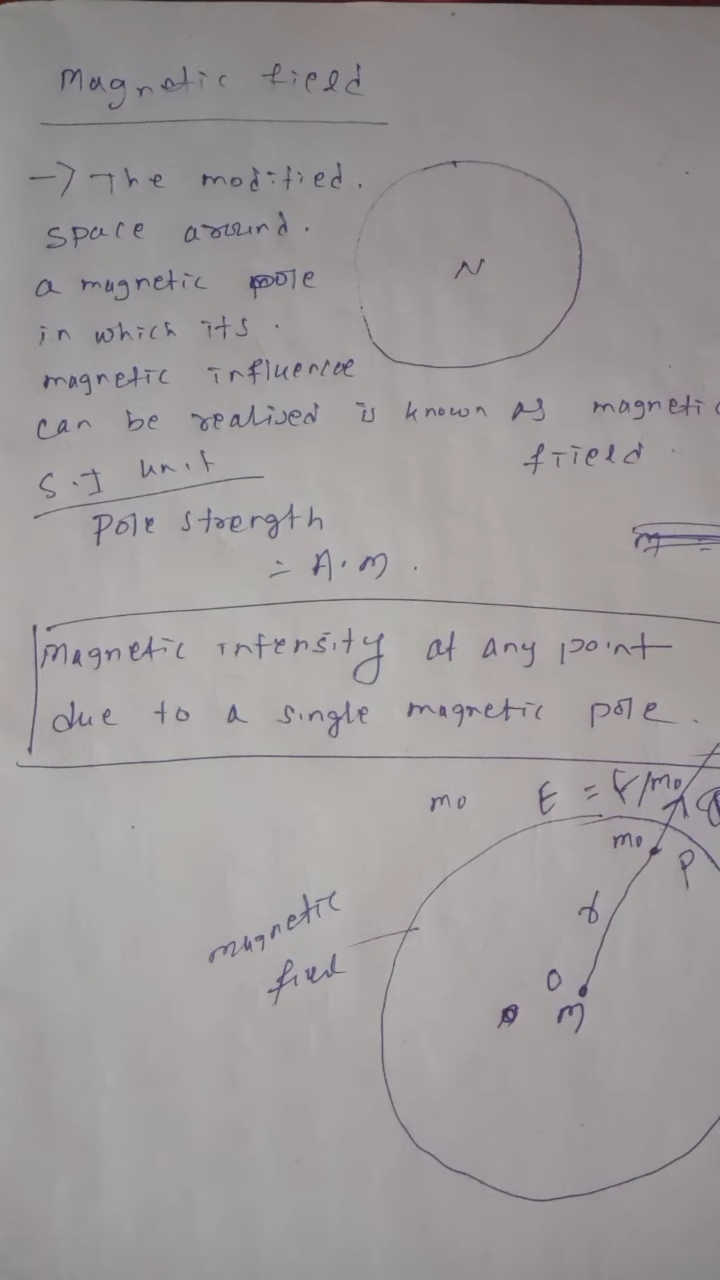 Magnetic field
→ The modified.
space around.
a magnetic pole
in which its.
magnetic influence
can be realised is known as magnetic
field.
N
S.I unit
Pole strength
= A.m.
Magnetic intensity at any point
due to a single magnetic pole.
mo E = F/mo
mo
P
r
magnetic
field
O
m